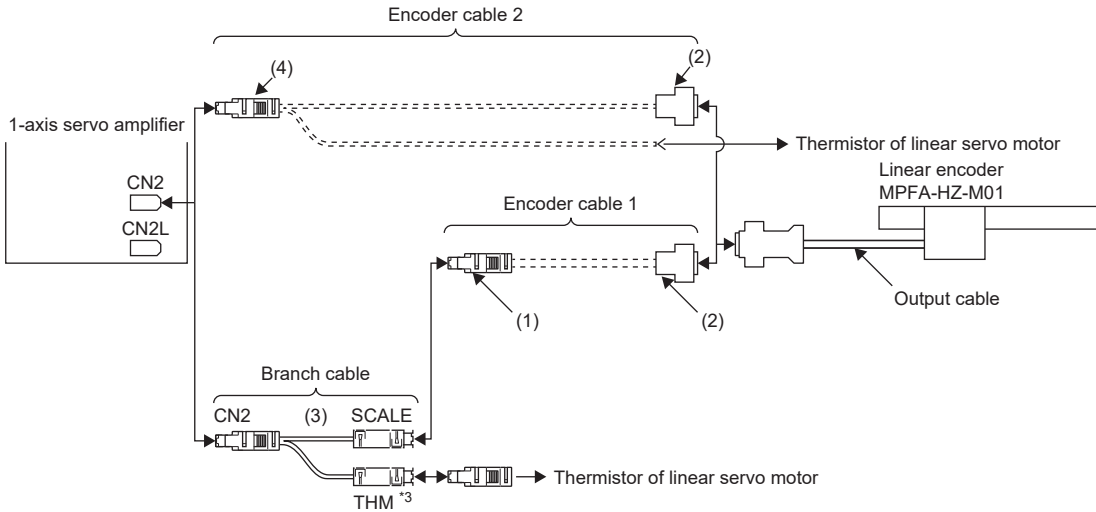 Encoder cable 2
(4)
(2)
1-axis servo amplifier
Thermistor of linear servo motor
Linear encoder
MPFA-HZ-M01
CN2
Encoder cable 1
CN2L
Output cable
(1)
(2)
Branch cable
CN2
(3)
SCALE
Thermistor of linear servo motor
THM *3